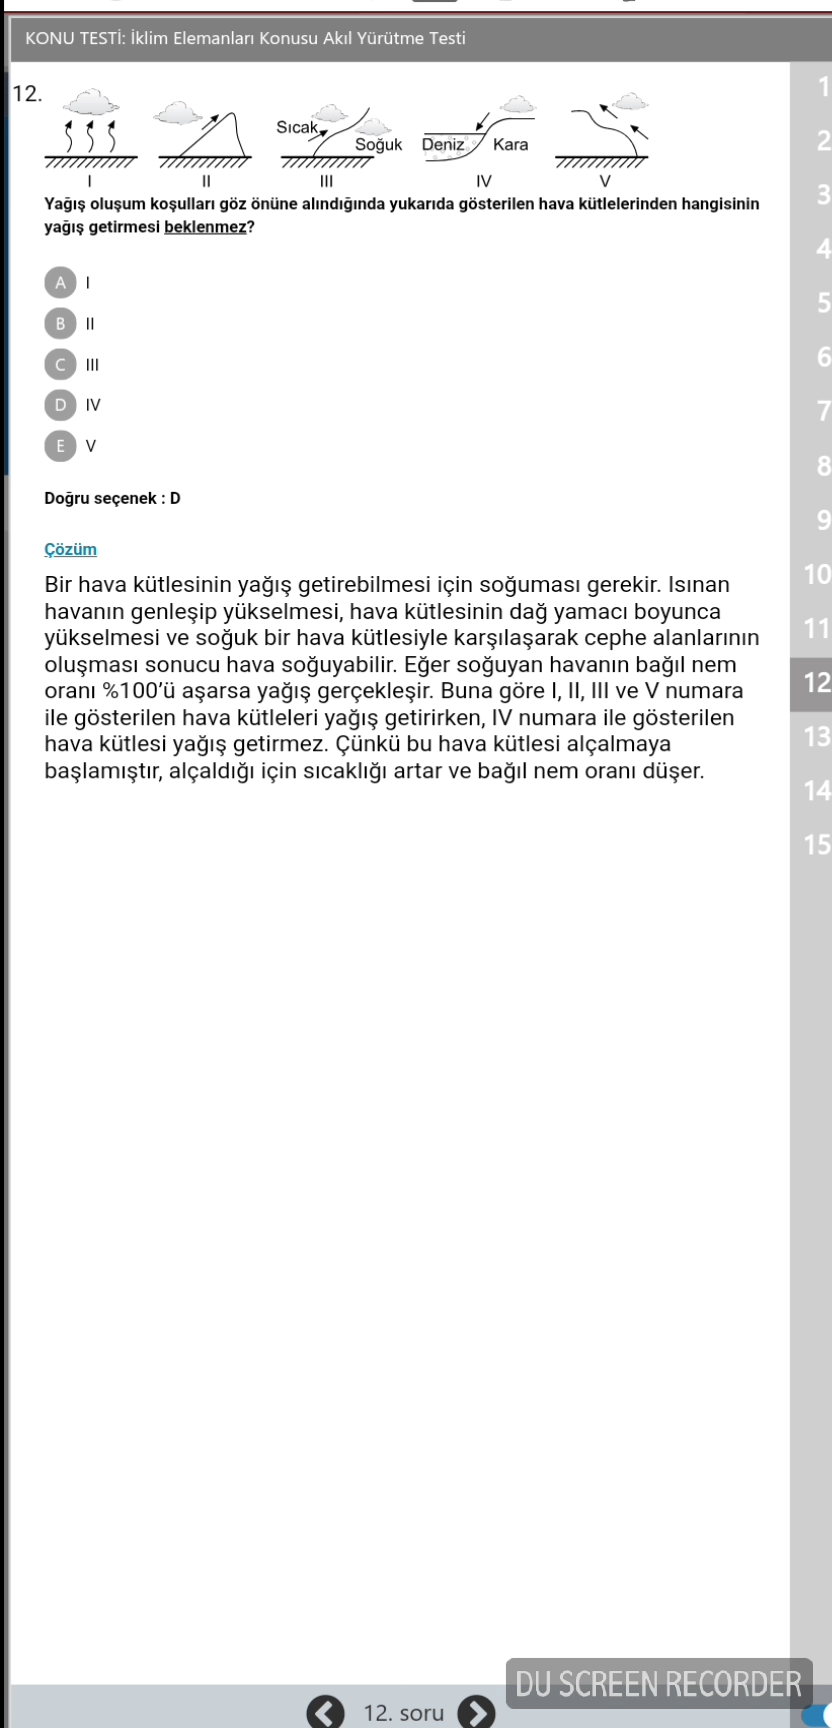 KONU TESTİ: İklim Elemanları Konusu Akıl Yürütme Testi
12.
Sıcak
Soğuk
Deniz
Kara
I
II
III
IV
V
Yağış oluşum koşulları göz önüne alındığında yukarıda gösterilen hava kütlelerinden hangisinin
yağış getirmesi beklenmez?
A I
B II
C III
D IV
E V
Doğru seçenek : D
Çözüm
Bir hava kütlesinin yağış getirebilmesi için soğuması gerekir. Isınan
havanın genleşip yükselmesi, hava kütlesinin dağ yamacı boyunca
yükselmesi ve soğuk bir hava kütlesiyle karşılaşarak cephe alanlarının
oluşması sonucu hava soğuyabilir. Eğer soğuyan havanın bağıl nem
oranı %100'ü aşarsa yağış gerçekleşir. Buna göre I, II, III ve V numara
ile gösterilen hava kütleleri yağış getirirken, IV numara ile gösterilen
hava kütlesi yağış getirmez. Çünkü bu hava kütlesi alçalmaya
başlamıştır, alçaldığı için sıcaklığı artar ve bağıl nem oranı düşer.
1
2
3
4
5
6
7
8
9
10
11
12
13
14
15
DU SCREEN RECORDER
12. soru